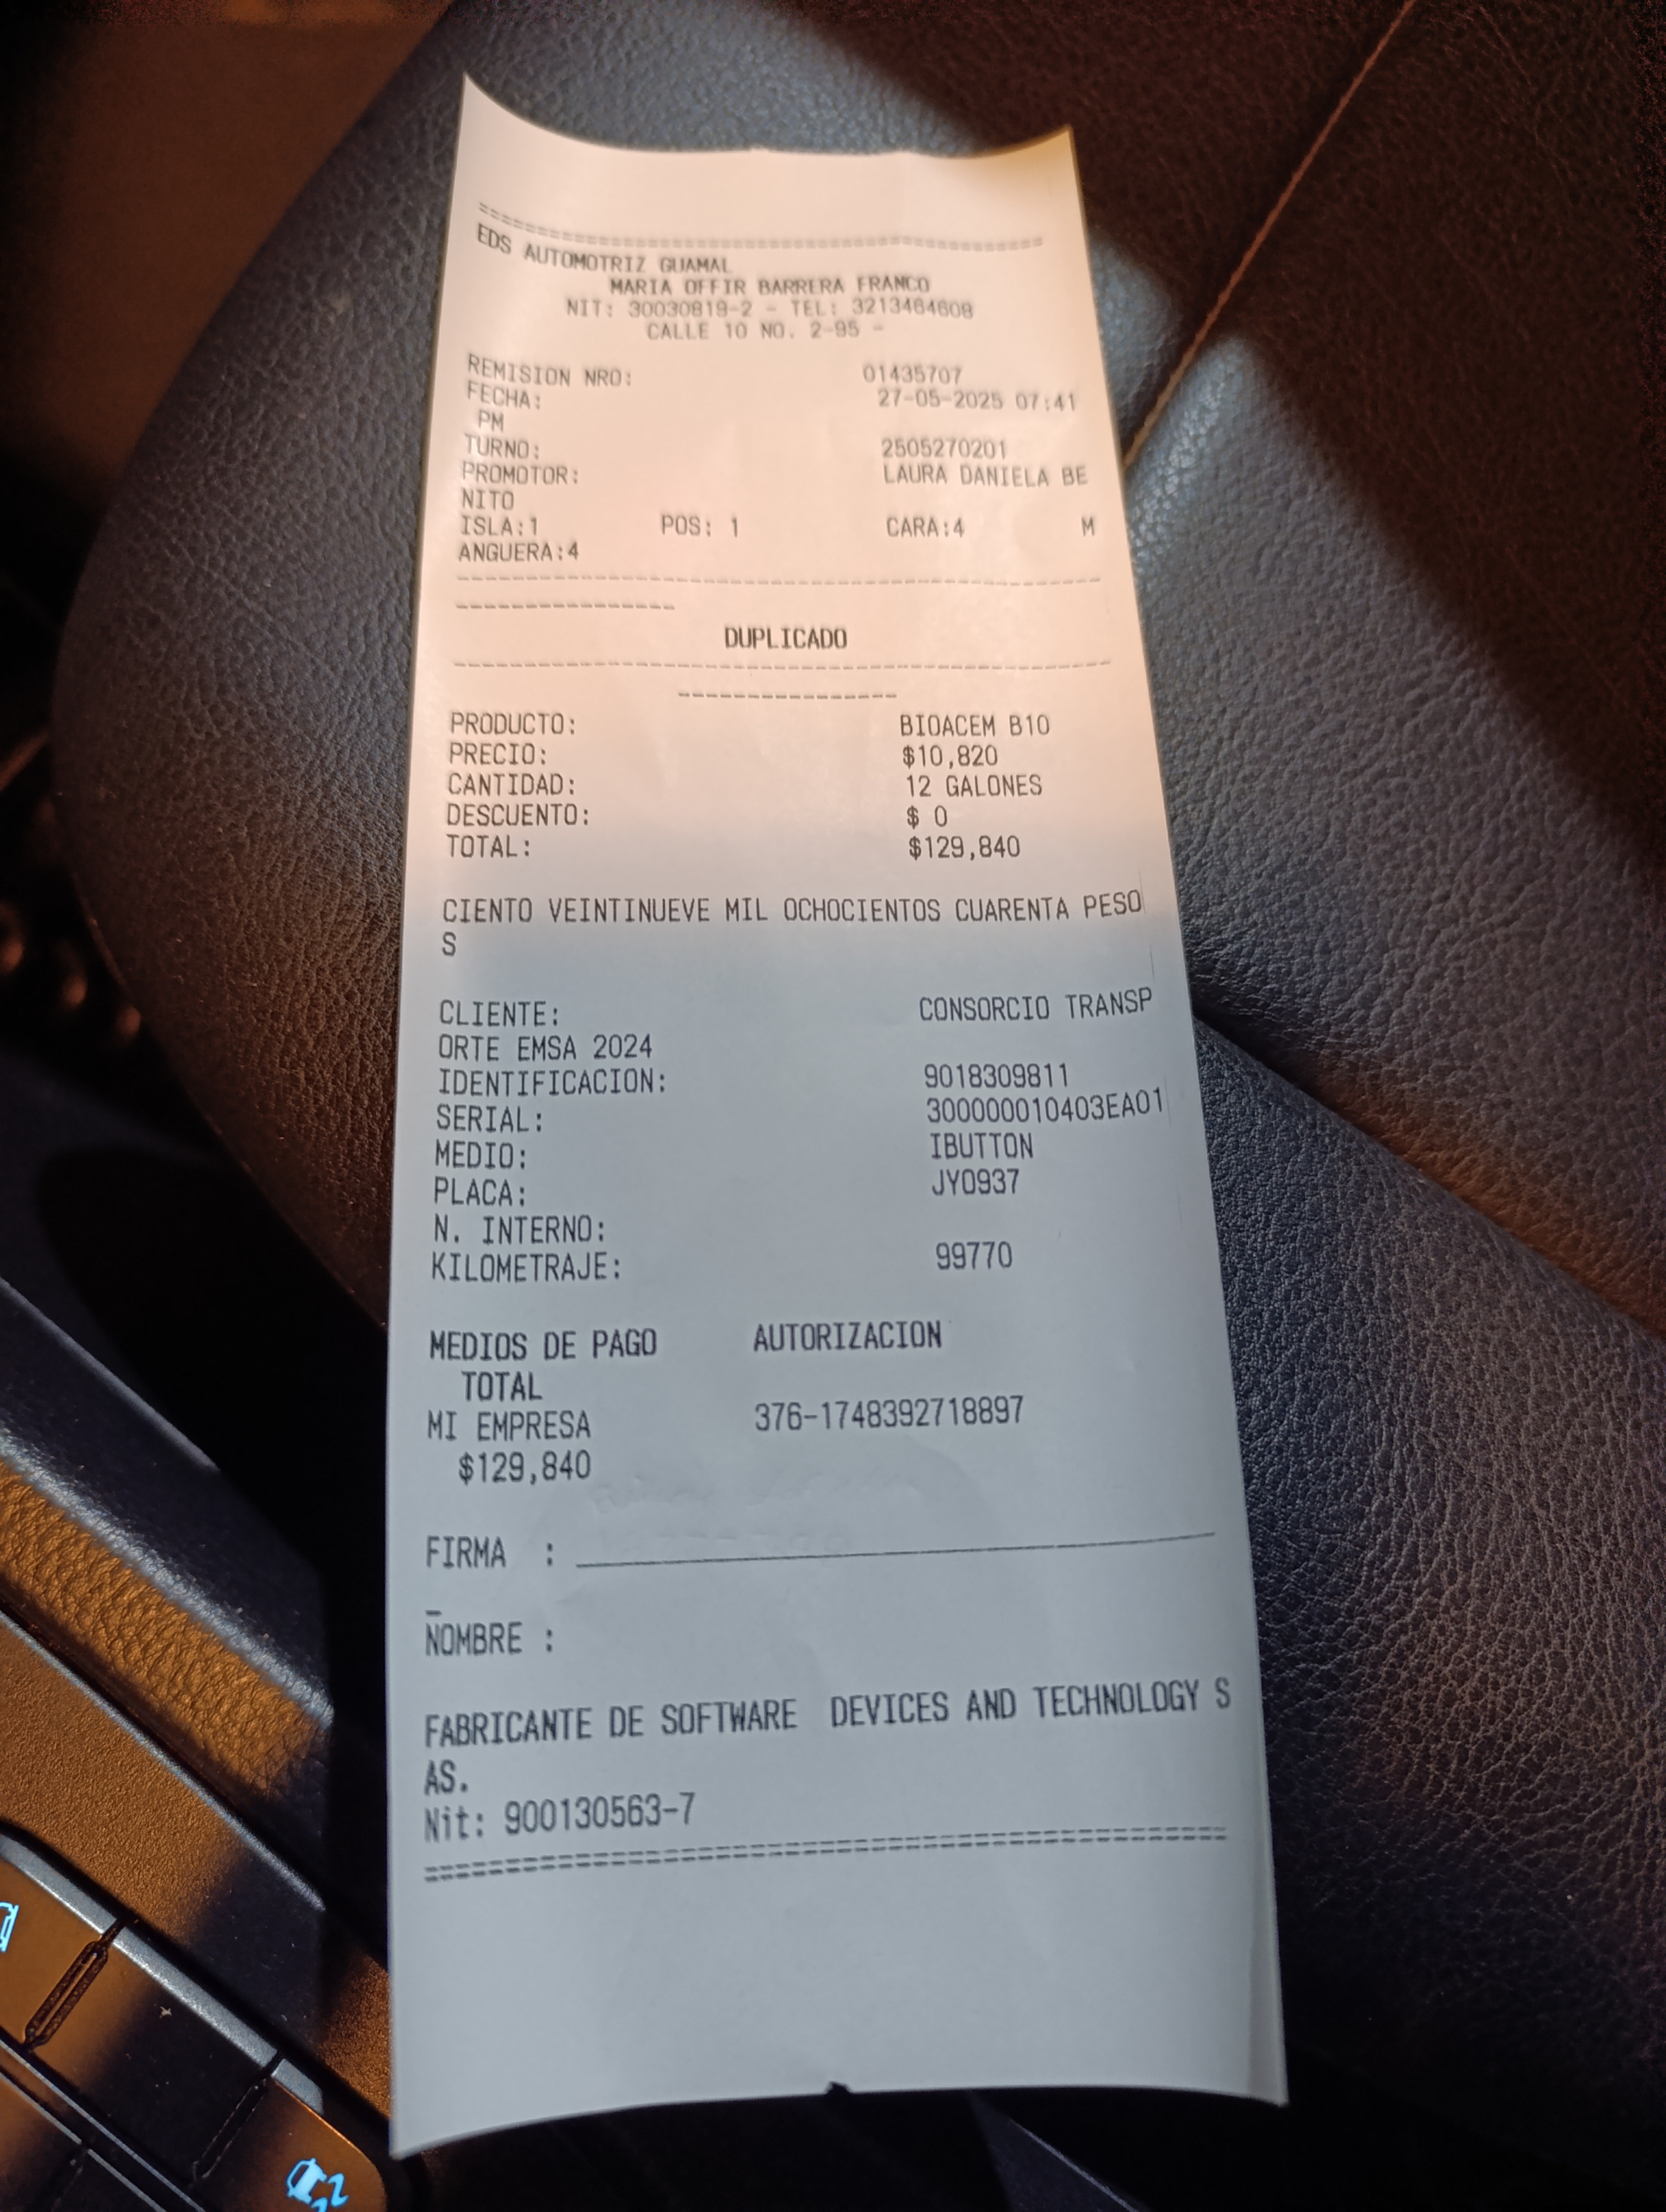 EDS AUTOMOTRIZ GUAMAL
MARIA OFFIR BARRERA FRANCO
NIT: 30030819-2 - TEL: 3213464608
CALLE 10 NO. 2-95 -
REMISION NRO: 01435707
FECHA: 27-05-2025 07:41
PM
TURNO: 2505270201
PROMOTOR: LAURA DANIELA BE
NITO
ISLA:1 POS: 1 CARA:4 M
ANGUERA:4
DUPLICADO
PRODUCTO: BIOACEM B10
PRECIO: $10,820
CANTIDAD: 12 GALONES
DESCUENTO: $ 0
TOTAL: $129,840
CIENTO VEINTINUEVE MIL OCHOCIENTOS CUARENTA PESO
S
CLIENTE: CONSORCIO TRANSP
ORTE EMSA 2024
IDENTIFICACION: 9018309811
SERIAL: 300000010403EA01
MEDIO: IBUTTON
PLACA: JYO937
N. INTERNO:
KILOMETRAJE: 99770
MEDIOS DE PAGO AUTORIZACION
TOTAL
MI EMPRESA 376-1748392718897
$129,840
FIRMA : ________________
_
NOMBRE :
FABRICANTE DE SOFTWARE DEVICES AND TECHNOLOGY S
AS.
Nit: 900130563-7